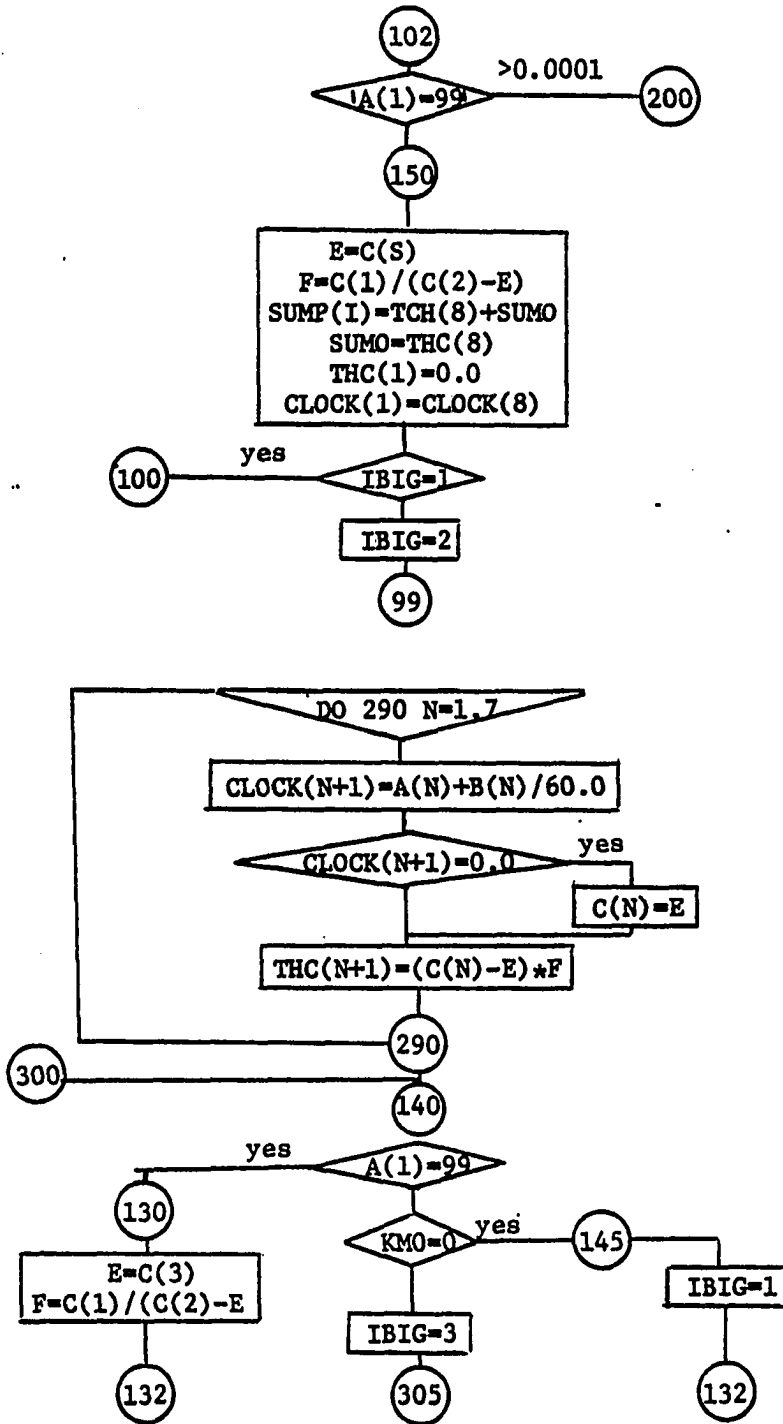 102
>0.0001
'A(1)=99'
200
150
E=C(S)
F=C(1)/(C(2)-E)
SUMP(I)=TCH(8)+SUMO
SUMO=THC(8)
THC(1)=0.0
CLOCK(1)=CLOCK(8)
yes
100
IBIG=1
IBIG=2
99
DO 290 N=1.7
CLOCK(N+1)=A(N)+B(N)/60.0
yes
CLOCK(N+1)=0.0
C(N)=E
THC(N+1)=(C(N)-E)*F
290
300
140
yes
A(1)=99
130
KMO=0
yes
145
E=C(3)
F=C(1)/(C(2)-E
IBIG=1
IBIG=3
132
305
132